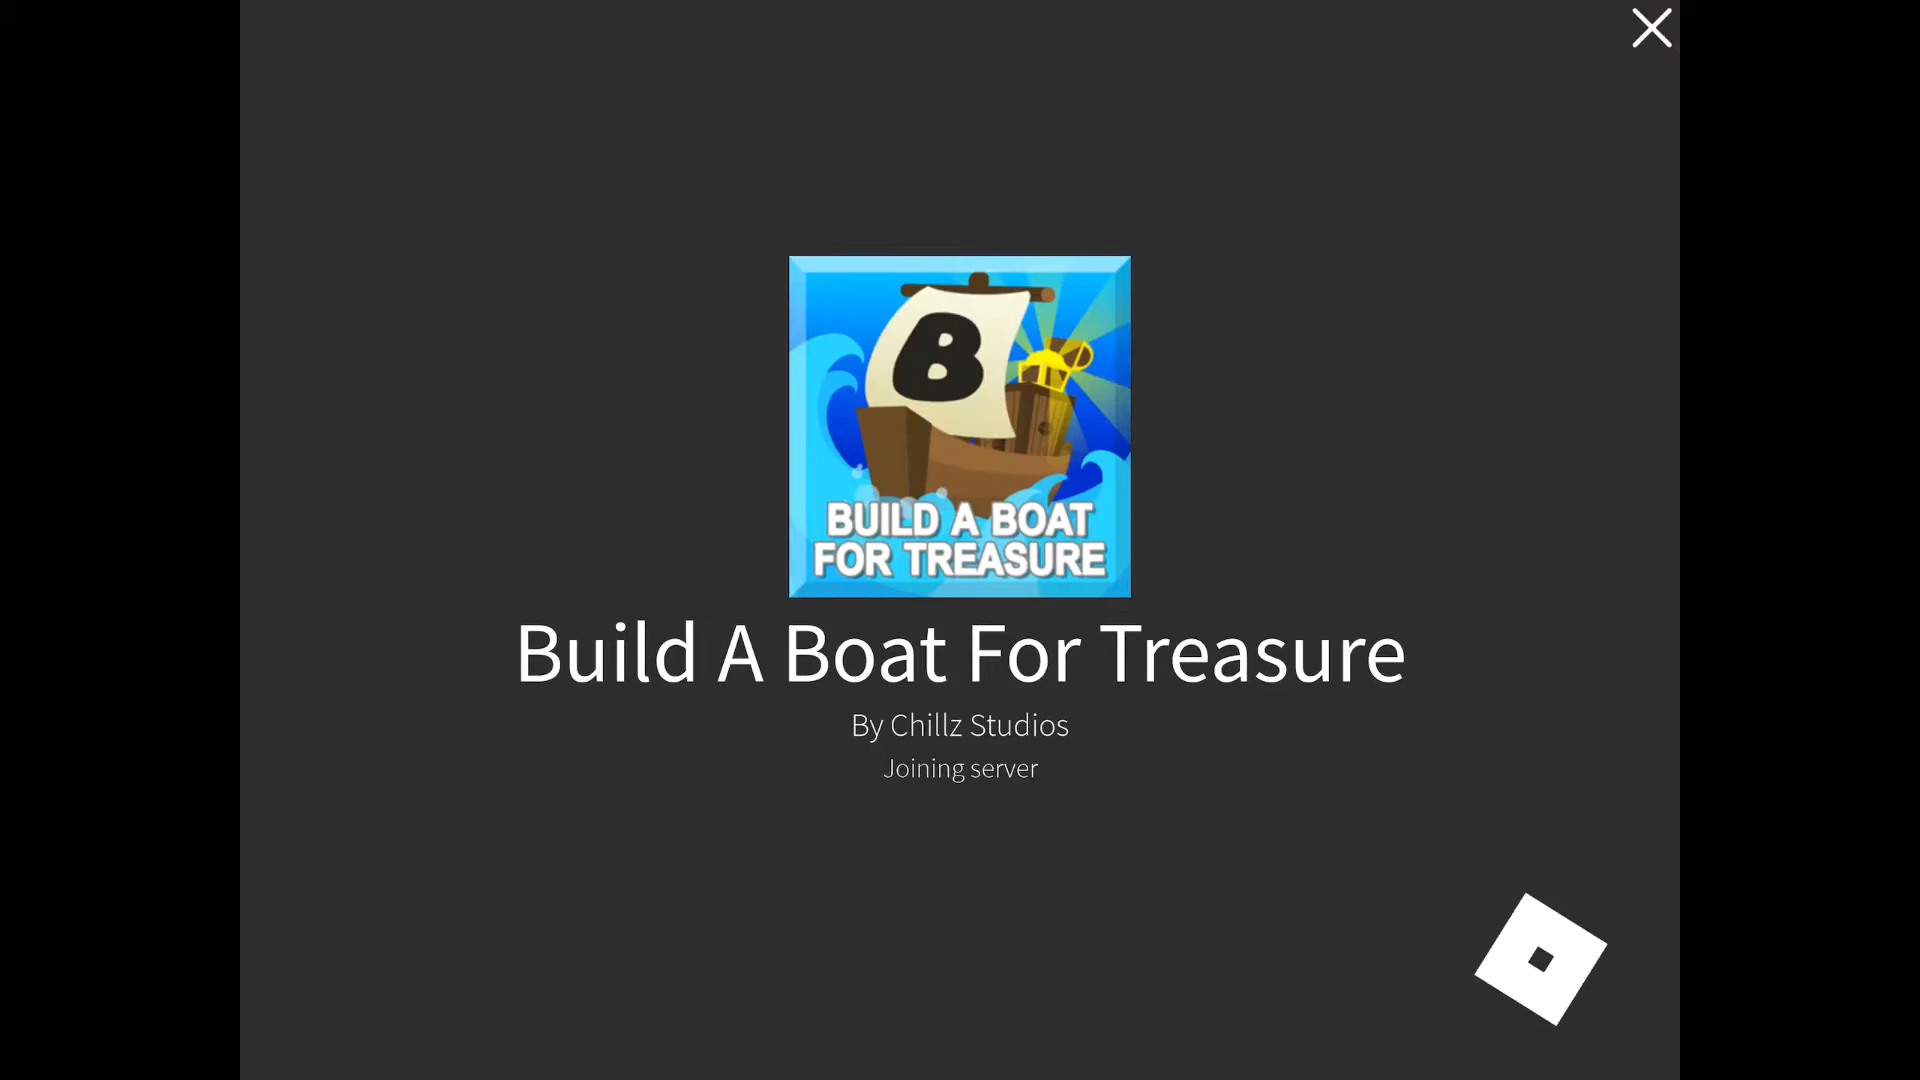 B
BUILD A BOAT
FOR TREASURE
Build A Boat For Treasure
By Chillz Studios
Joining server